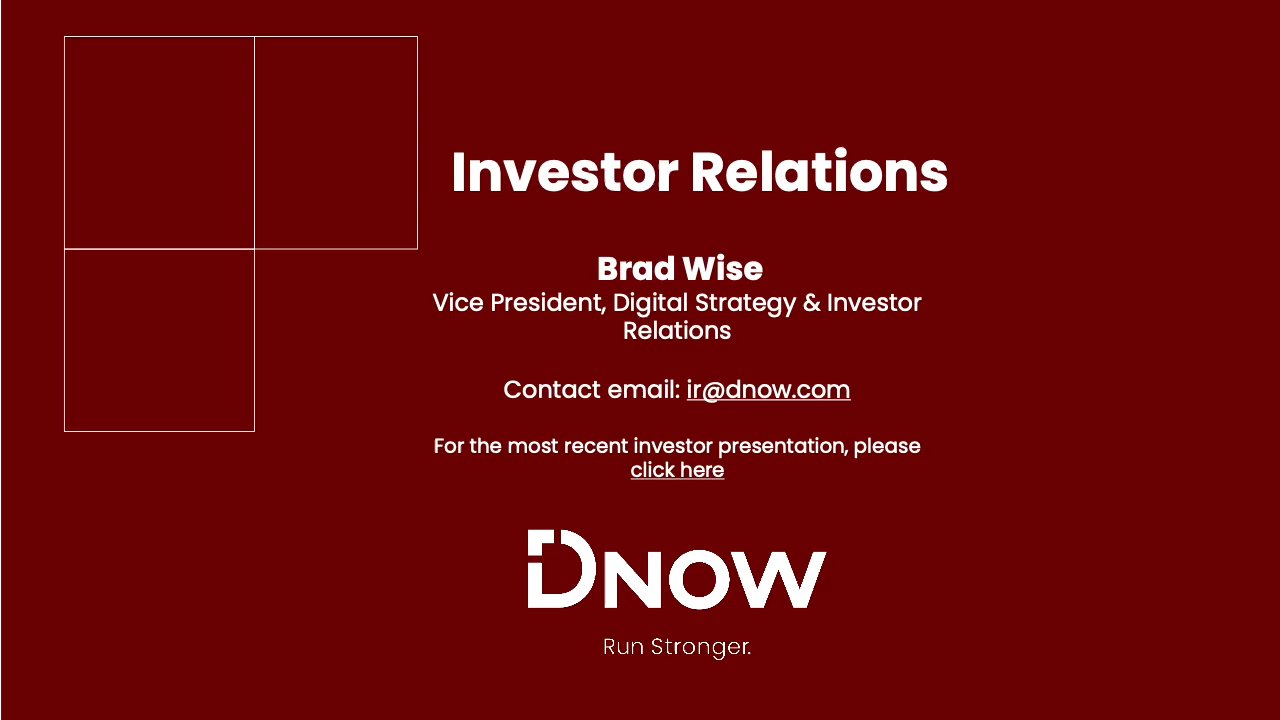 Investor Relations
Brad Wise
Vice President, Digital Strategy & Investor
Relations
Contact email: ir@dnow.com
For the most recent investor presentation, please
click here
DNOW
Run Stronger.